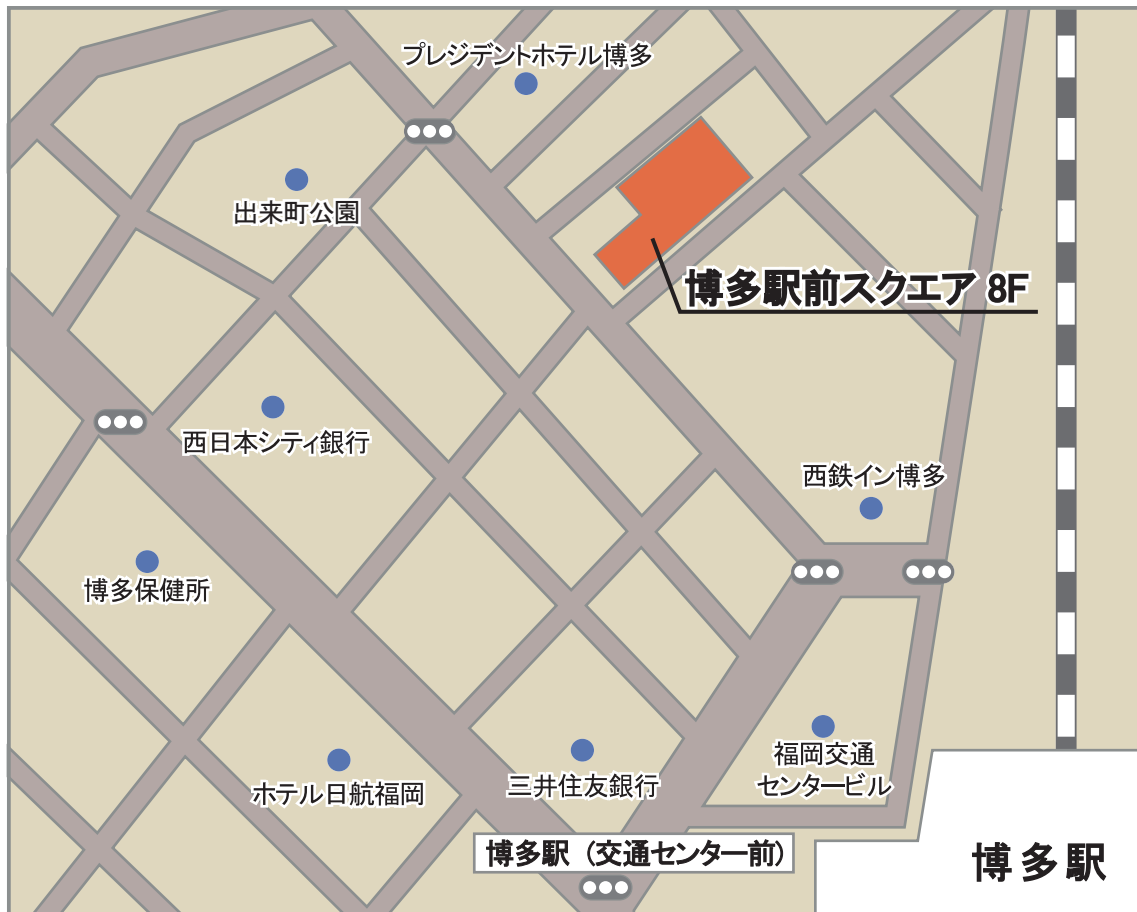 プレジデントホテル博多
出来町公園
博多駅前スクエア 8F
西日本シティ銀行
西鉄イン博多
博多保健所
福岡交通
センタービル
三井住友銀行
ホテル日航福岡
博多駅（交通センター前）
博多駅